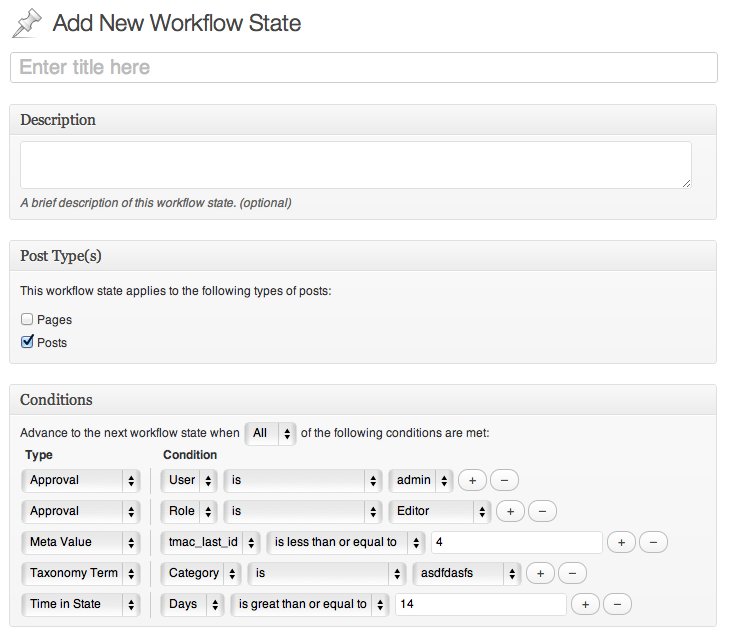 Add New Workflow State
Enter title here
Description
A brief description of this workflow state. (optional)
Post Type(s)
This workflow state applies to the following types of posts:
Pages
Posts
Conditions
Advance to the next workflow state when All of the following conditions are met:
Type Condition
Approval User is admin + −
Approval Role is Editor + −
Meta Value tmac_last_id is less than or equal to 4 + −
Taxonomy Term Category is asdfdasfs + −
Time in State Days is great than or equal to 14 + −